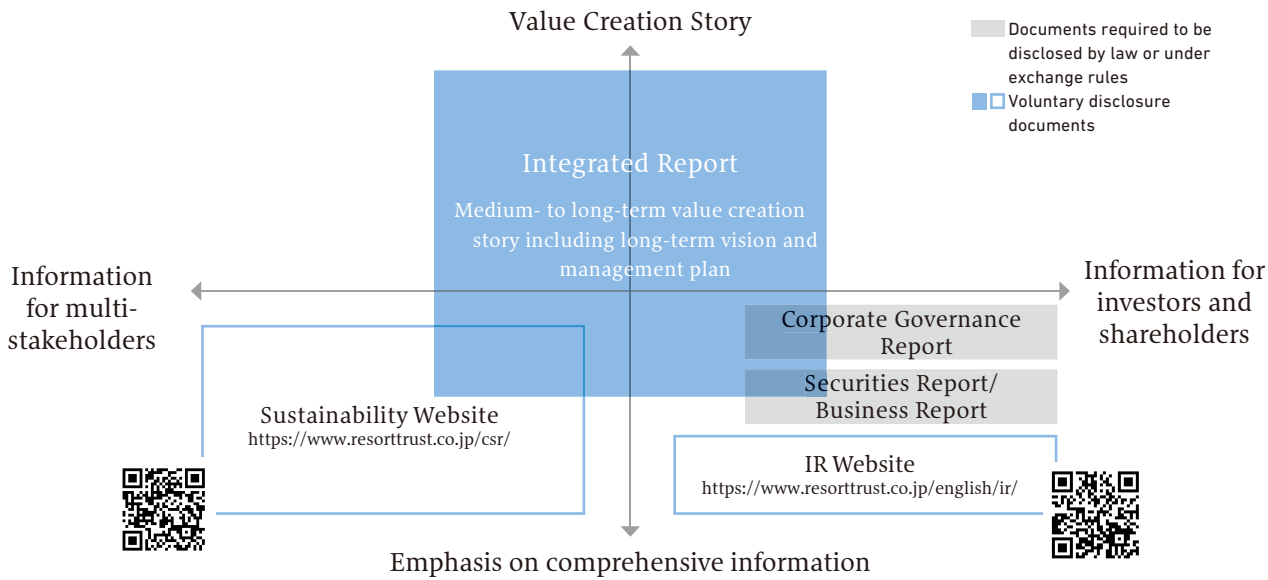 Value Creation Story
Documents required to be
disclosed by law or under
exchange rules
Voluntary disclosure
documents
Integrated Report
Medium- to long-term value creation
story including long-term vision and
management plan
Information
for multi-
stakeholders
Information for
investors and
shareholders
Corporate Governance
Report
Securities Report/
Business Report
Sustainability Website
https://www.resorttrust.co.jp/csr/
IR Website
https://www.resorttrust.co.jp/english/ir/
Emphasis on comprehensive information